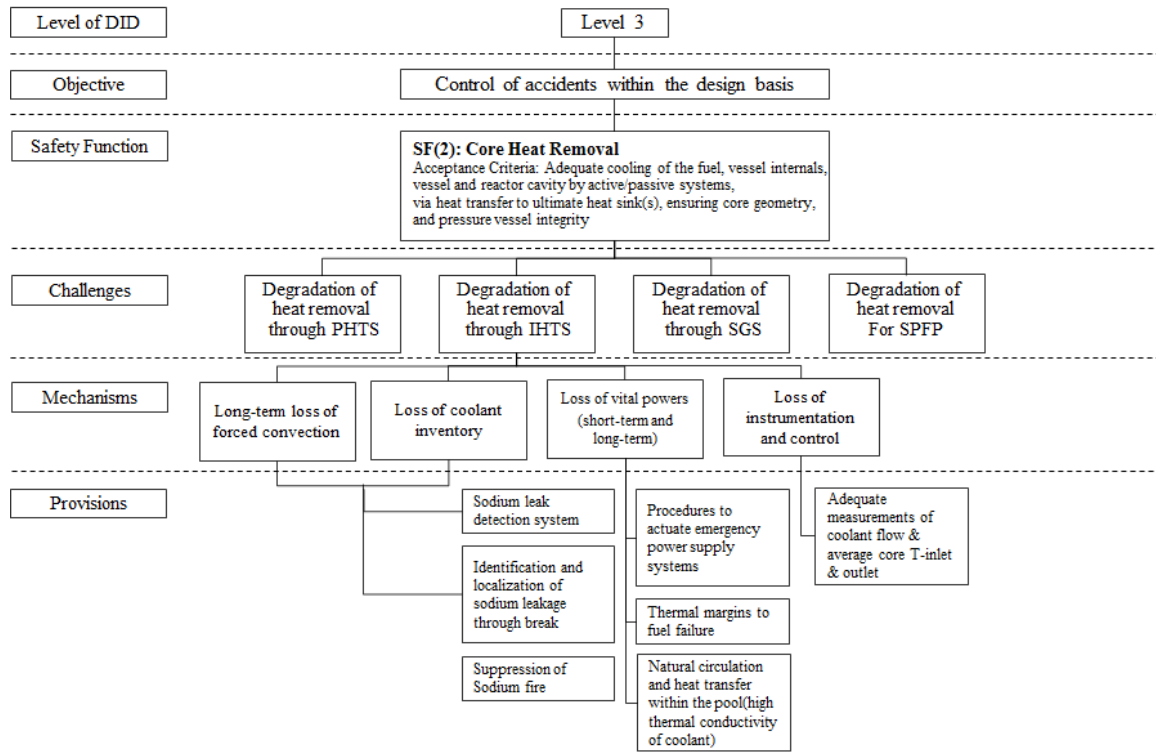 Level of DID
Level 3
Objective
Control of accidents within the design basis
Safety Function
SF(2): Core Heat Removal
Acceptance Criteria: Adequate cooling of the fuel, vessel internals,
vessel and reactor cavity by active/passive systems,
via heat transfer to ultimate heat sink(s), ensuring core geometry,
and pressure vessel integrity
Challenges
Degradation of
heat removal
through PHTS
Degradation of
heat removal
through IHTS
Degradation of
heat removal
through SGS
Degradation of
heat removal
For SPFP
Mechanisms
Long-term loss of
forced convection
Loss of coolant
inventory
Loss of vital powers
(short-term and
long-term)
Loss of
instrumentation
and control
Provisions
Sodium leak
detection system
Identification and
localization of
sodium leakage
through break
Suppression of
Sodium fire
Procedures to
actuate emergency
power supply
systems
Thermal margins to
fuel failure
Natural circulation
and heat transfer
within the pool(high
thermal conductivity
of coolant)
Adequate
measurements of
coolant flow &
average core T-inlet
& outlet